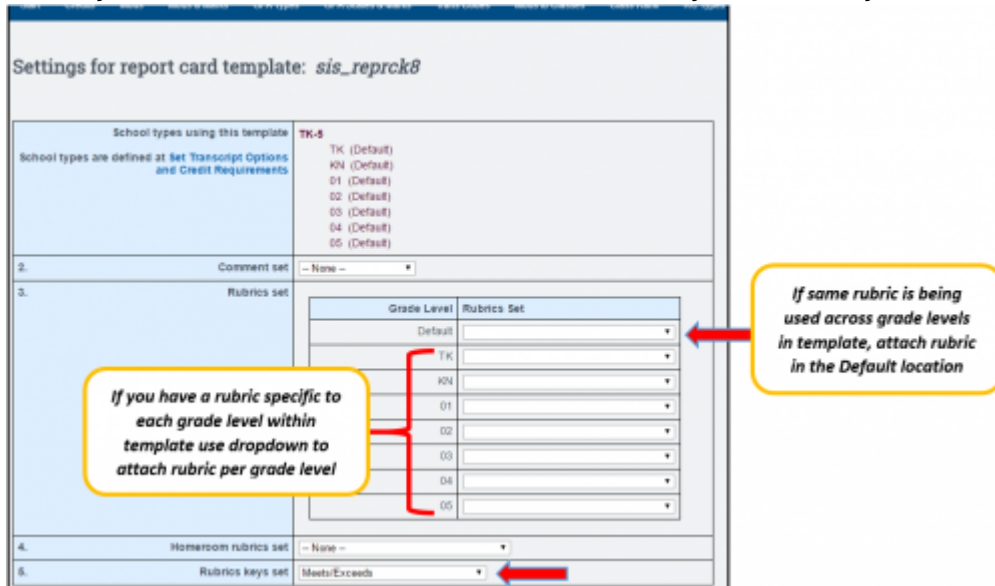 Settings for report card template: sis_reprck8
School types using this template
School types are defined at Set Transcript Options
and Credit Requirements
TK-5
TK (Default)
KN (Default)
01 (Default)
02 (Default)
03 (Default)
04 (Default)
05 (Default)
2. Comment set -- None --
3. Rubrics set
Grade Level Rubrics Set
Default
TK
KN
01
02
03
04
05
If same rubric is being
used across grade levels
in template, attach rubric
in the Default location
If you have a rubric specific to
each grade level within
template use dropdown to
attach rubric per grade level
4. Homeroom rubrics set -- None --
5. Rubrics keys set Meets/Exceeds